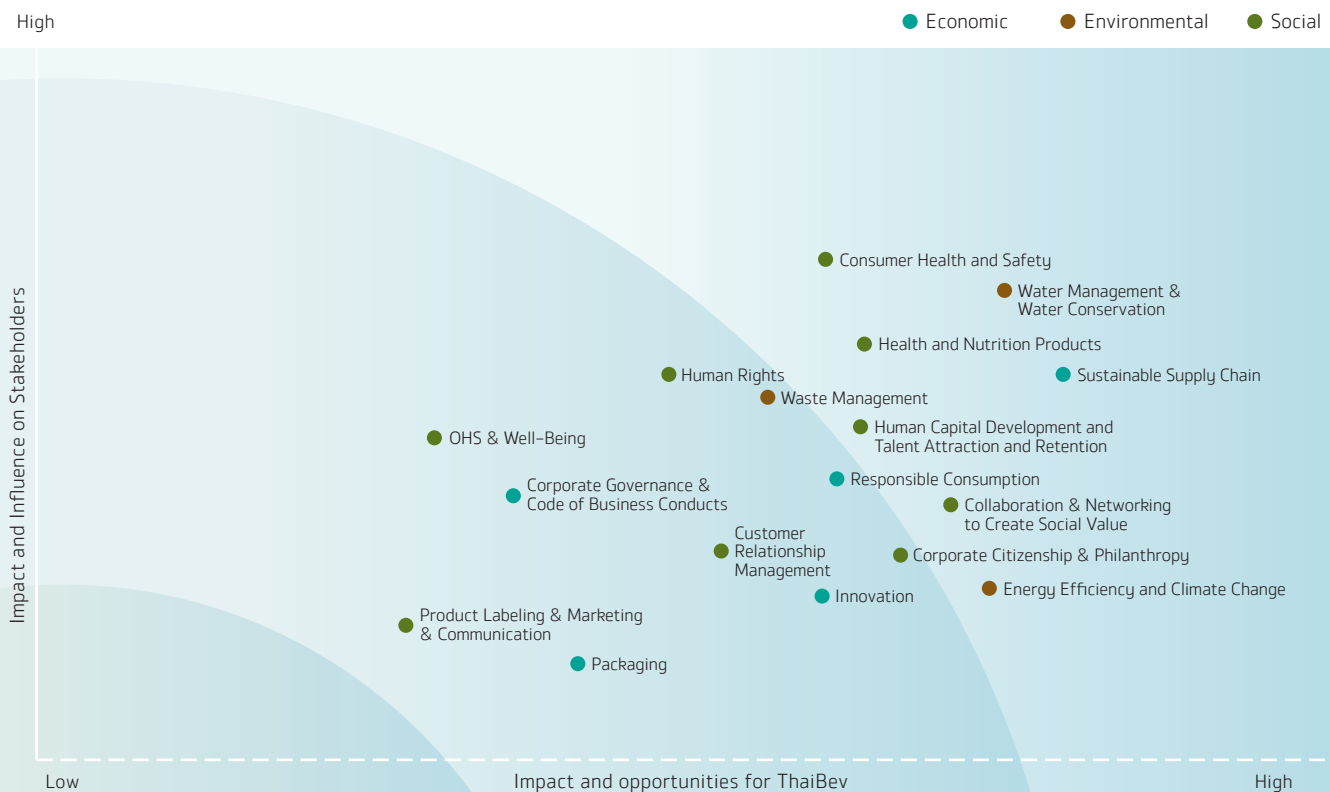 High
Economic
Environmental
Social
Impact and Influence on Stakeholders
Consumer Health and Safety
Water Management &
Water Conservation
Health and Nutrition Products
Human Rights
Sustainable Supply Chain
Waste Management
Human Capital Development and
Talent Attraction and Retention
OHS & Well-Being
Responsible Consumption
Corporate Governance &
Code of Business Conducts
Collaboration & Networking
to Create Social Value
Customer
Relationship
Management
Corporate Citizenship & Philanthropy
Energy Efficiency and Climate Change
Innovation
Product Labeling & Marketing
& Communication
Packaging
Low
Impact and opportunities for ThaiBev
High